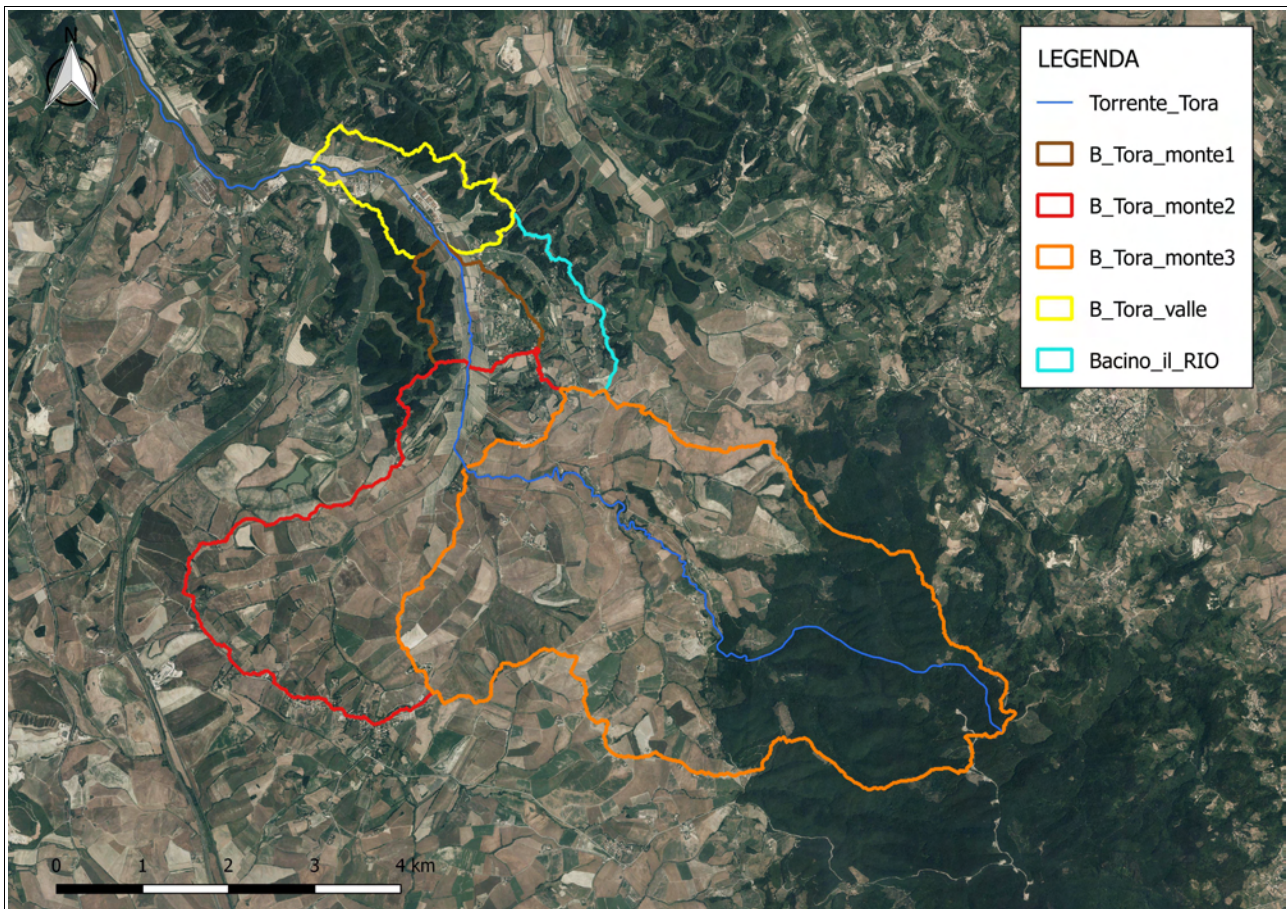 N
LEGENDA
Torrente_Tora
B_Tora_monte1
B_Tora_monte2
B_Tora_monte3
B_Tora_valle
Bacino_il_RIO
0 1 2 3 4 km